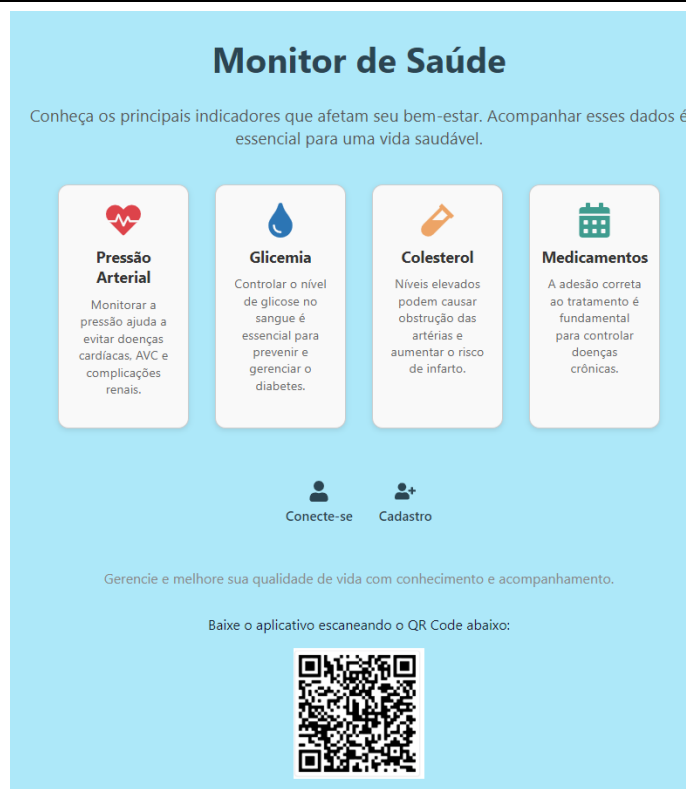 Monitor de Saúde
Conheça os principais indicadores que afetam seu bem-estar. Acompanhar esses dados é
essencial para uma vida saudável.
Pressão
Arterial
Monitorar a
pressão ajuda a
evitar doenças
cardíacas, AVC e
complicações
renais.
Glicemia
Controlar o nível
de glicose no
sangue é
essencial para
prevenir e
gerenciar o
diabetes.
Colesterol
Níveis elevados
podem causar
obstrução das
artérias e
aumentar o risco
de infarto.
Medicamentos
A adesão correta
ao tratamento é
fundamental
para controlar
doenças
crônicas.
Conecte-se
Cadastro
Gerencie e melhore sua qualidade de vida com conhecimento e acompanhamento.
Baixe o aplicativo escaneando o QR Code abaixo: